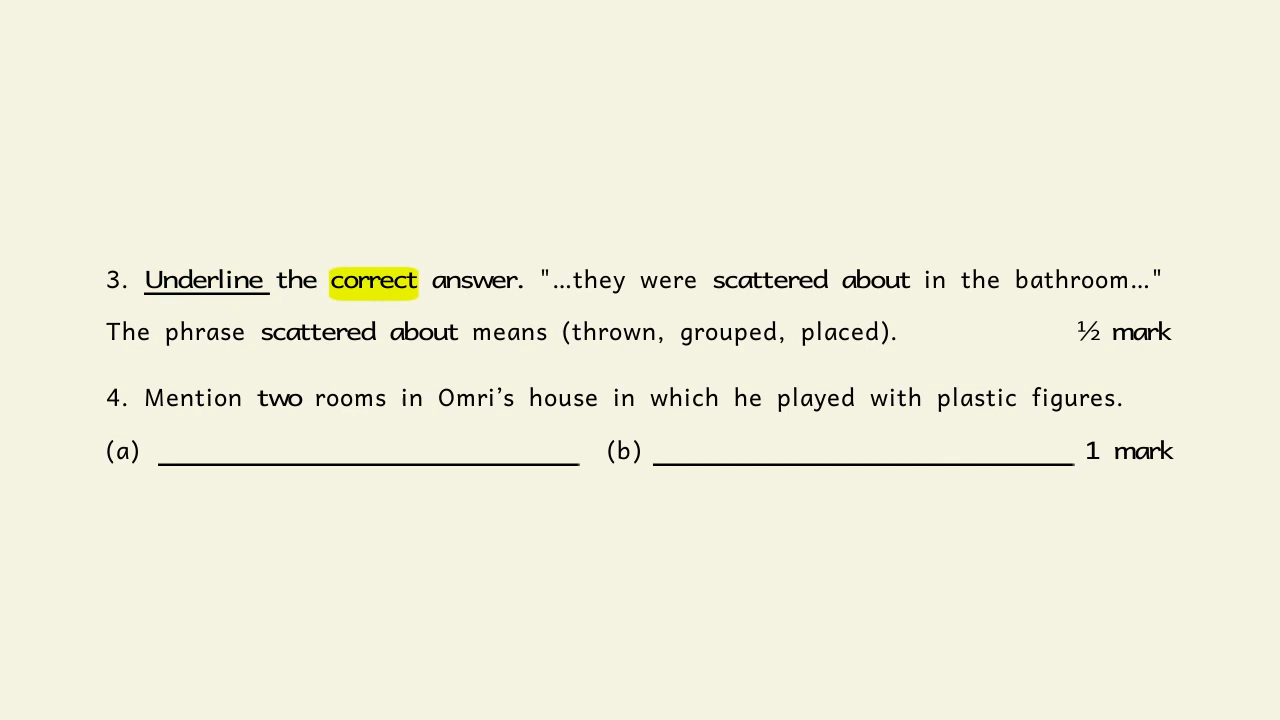 3. Underline the correct answer. "...they were scattered about in the bathroom..."
The phrase scattered about means (thrown, grouped, placed). ½ mark
4. Mention two rooms in Omri's house in which he played with plastic figures.
(a) ______________________________ (b) ______________________________ 1 mark